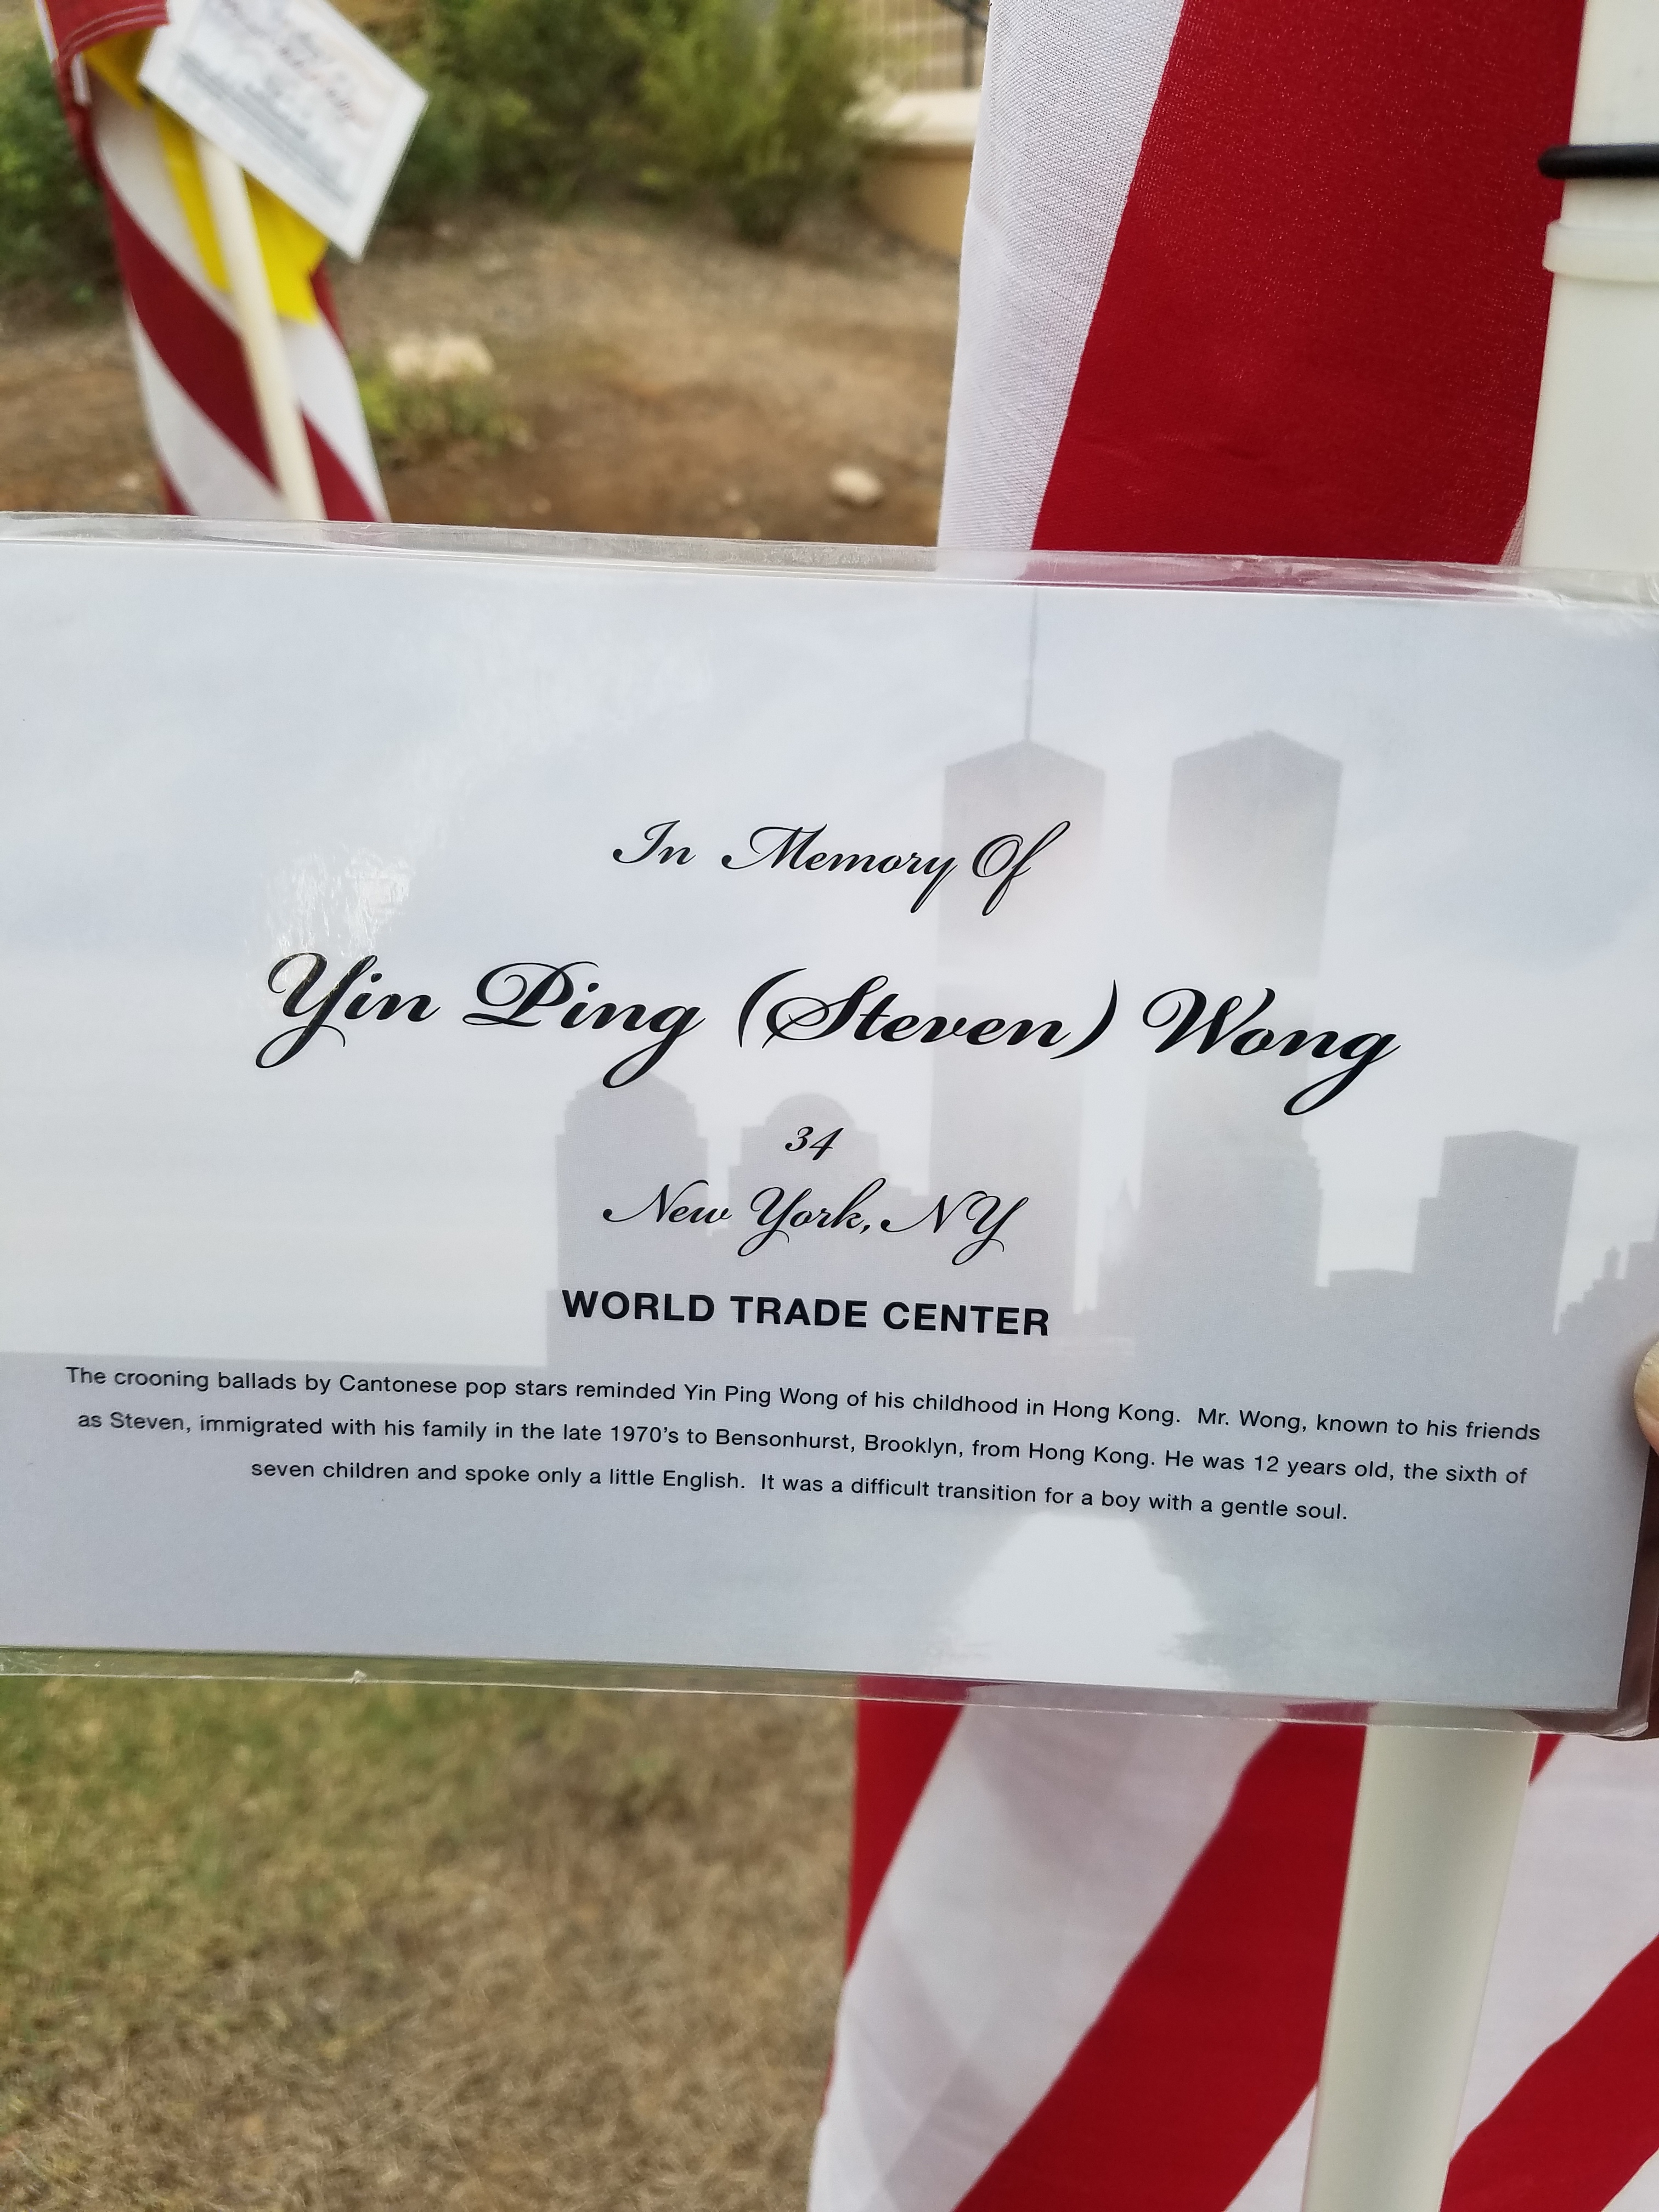 In Memory Of
Yin Ping (Steven) Wong
34
New York, NY
WORLD TRADE CENTER
The crooning ballads by Cantonese pop stars reminded Yin Ping Wong of his childhood in Hong Kong.  Mr. Wong, known to his friends
as Steven, immigrated with his family in the late 1970's to Bensonhurst, Brooklyn, from Hong Kong. He was 12 years old, the sixth of
seven children and spoke only a little English.  It was a difficult transition for a boy with a gentle soul.